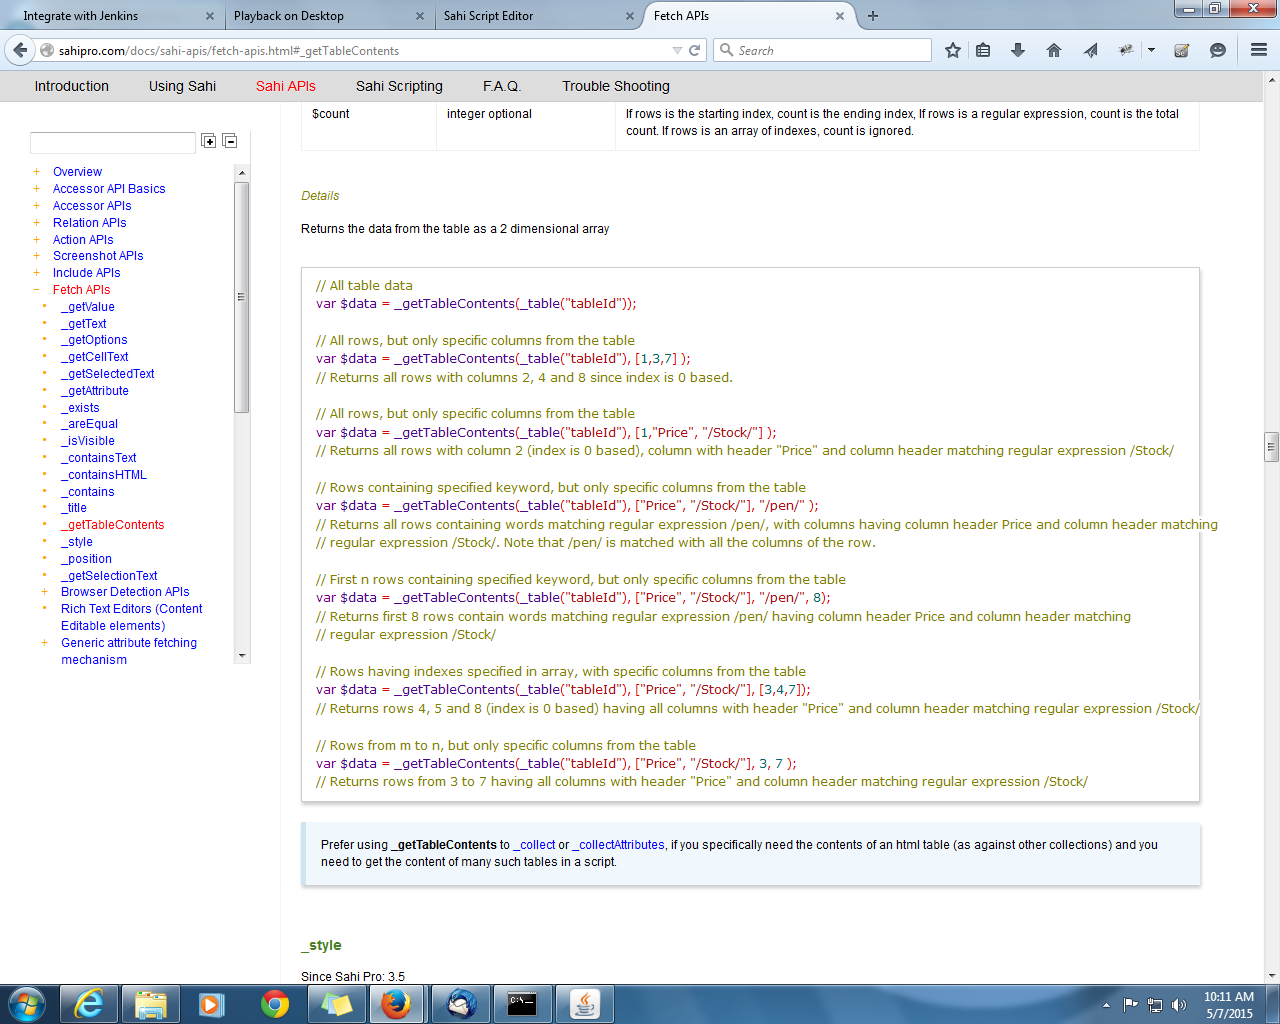 Integrate with Jenkins
Playback on Desktop
Sahi Script Editor
Fetch APIs
sahipro.com/docs/sahi-apis/fetch-apis.html#_getTableContents
Search
Introduction
Using Sahi
Sahi APIs
Sahi Scripting
F.A.Q.
Trouble Shooting
Overview
Accessor API Basics
Accessor APIs
Relation APIs
Action APIs
Screenshot APIs
Include APIs
Fetch APIs
_getValue
_getText
_getOptions
_getCellText
_getSelectedText
_getAttribute
_exists
_areEqual
_isVisible
_containsText
_containsHTML
_contains
_title
_getTableContents
_style
_position
_getSelectionText
Browser Detection APIs
Rich Text Editors (Content
Editable elements)
Generic attribute fetching
mechanism
$count
integer optional
If rows is the starting index, count is the ending index, If rows is a regular expression, count is the total
count. If rows is an array of indexes, count is ignored.
Details
Returns the data from the table as a 2 dimensional array
// All table data
var $data = _getTableContents(_table("tableId"));
// All rows, but only specific columns from the table
var $data = _getTableContents(_table("tableId"), [1,3,7] );
// Returns all rows with columns 2, 4 and 8 since index is 0 based.
// All rows, but only specific columns from the table
var $data = _getTableContents(_table("tableId"), [1,"Price", "/Stock/"] );
// Returns all rows with column 2 (index is 0 based), column with header "Price" and column header matching regular expression /Stock/
// Rows containing specified keyword, but only specific columns from the table
var $data = _getTableContents(_table("tableId"), ["Price", "/Stock/"], "/pen/" );
// Returns all rows containing words matching regular expression /pen/, with columns having column header Price and column header matching
// regular expression /Stock/. Note that /pen/ is matched with all the columns of the row.
// First n rows containing specified keyword, but only specific columns from the table
var $data = _getTableContents(_table("tableId"), ["Price", "/Stock/"], "/pen/", 8);
// Returns first 8 rows contain words matching regular expression /pen/ having column header Price and column header matching
// regular expression /Stock/
// Rows having indexes specified in array, with specific columns from the table
var $data = _getTableContents(_table("tableId"), ["Price", "/Stock/"], [3,4,7]);
// Returns rows 4, 5 and 8 (index is 0 based) having all columns with header "Price" and column header matching regular expression /Stock/
// Rows from m to n, but only specific columns from the table
var $data = _getTableContents(_table("tableId"), ["Price", "/Stock/"], 3, 7 );
// Returns rows from 3 to 7 having all columns with header "Price" and column header matching regular expression /Stock/
Prefer using _getTableContents to _collect or _collectAttributes, if you specifically need the contents of an html table (as against other collections) and you
need to get the content of many such tables in a script.
_style
Since Sahi Pro: 3.5
10:11 AM
5/7/2015